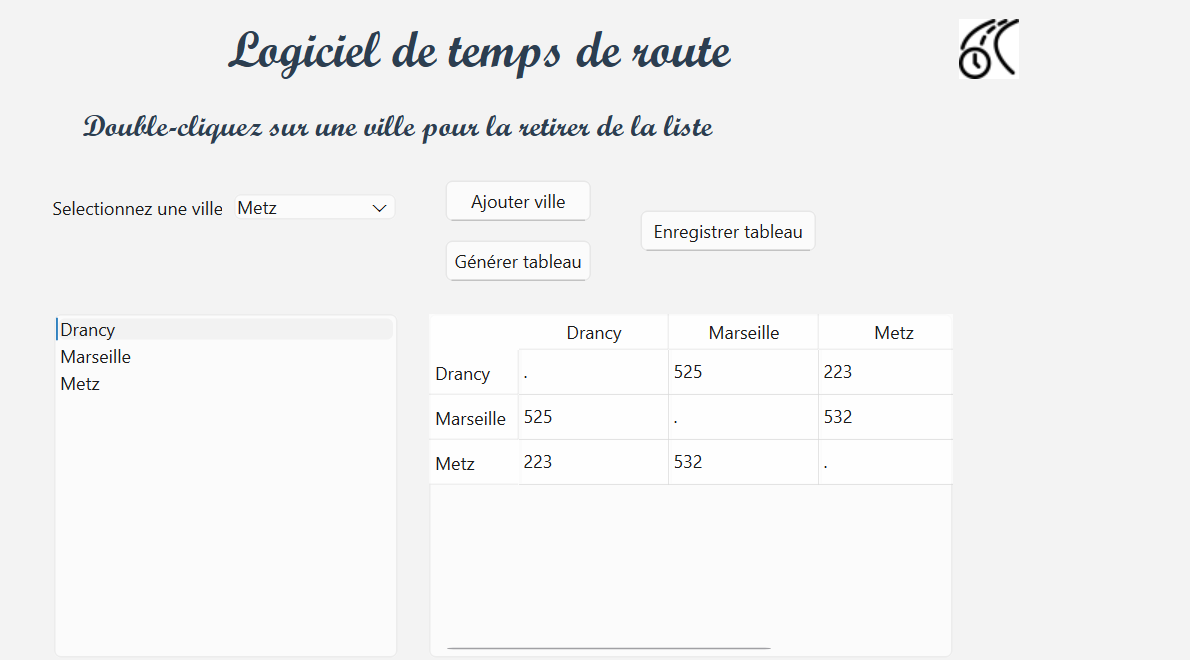 Logiciel de temps de route
Double-cliquez sur une ville pour la retirer de la liste
Selectionnez une ville Metz
Ajouter ville
Enregistrer tableau
Générer tableau
Drancy
Marseille
Metz
Drancy Marseille Metz
Drancy . 525 223
Marseille 525 . 532
Metz 223 532 .